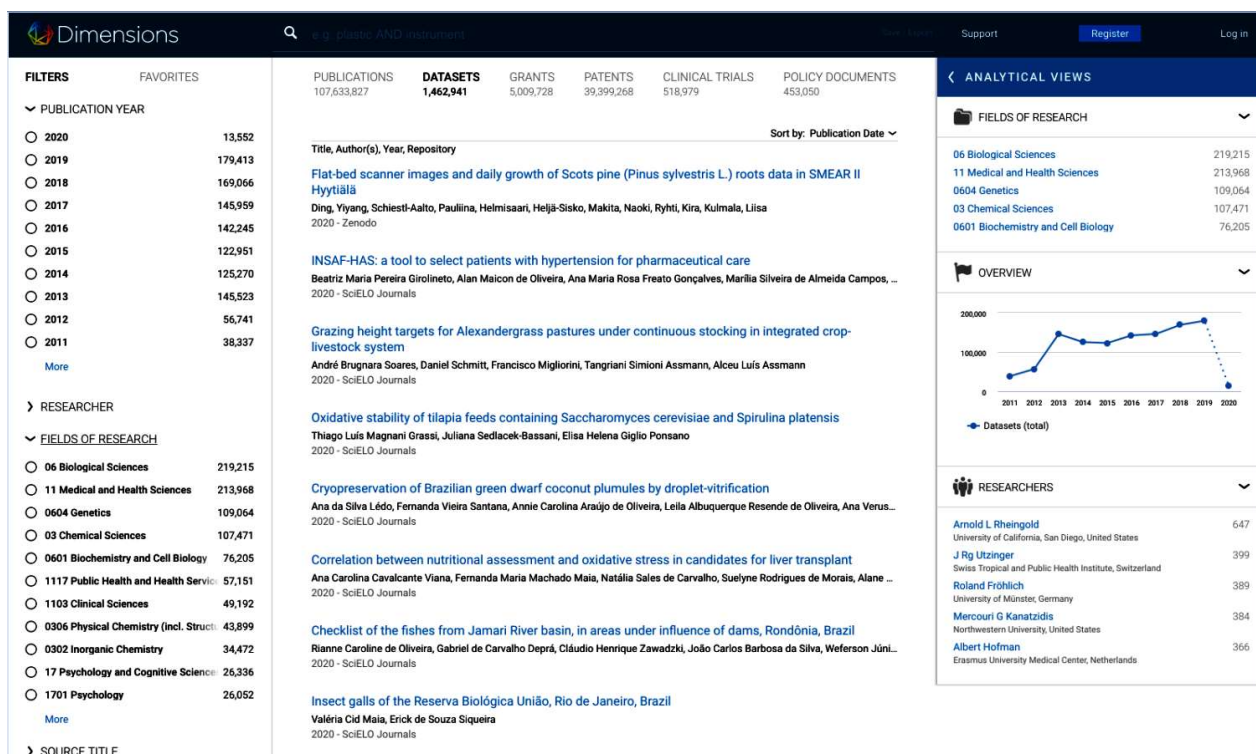 Dimensions
e.g. plastic AND instrument
Support
Register
Log in
FILTERS
FAVORITES
PUBLICATION YEAR
2020 13,552
2019 179,413
2018 169,066
2017 145,959
2016 142,245
2015 122,951
2014 125,270
2013 145,523
2012 56,741
2011 38,337
More
RESEARCHER
FIELDS OF RESEARCH
06 Biological Sciences 219,215
11 Medical and Health Sciences 213,968
0604 Genetics 109,064
03 Chemical Sciences 107,471
0601 Biochemistry and Cell Biology 76,205
1117 Public Health and Health Servic 57,151
1103 Clinical Sciences 49,192
0306 Physical Chemistry (incl. Struct 43,899
0302 Inorganic Chemistry 34,472
17 Psychology and Cognitive Science 26,336
1701 Psychology 26,052
More
SOURCE TITLE
PUBLICATIONS DATASETS GRANTS PATENTS CLINICAL TRIALS POLICY DOCUMENTS
107,633,827 1,462,941 5,009,728 39,399,268 518,979 453,050
Sort by: Publication Date
Title, Author(s), Year, Repository
Flat-bed scanner images and daily growth of Scots pine (Pinus sylvestris L.) roots data in SMEAR II
Hyytiälä
Ding, Yiyang, Schiestl-Aalto, Pauliina, Helmisaari, Heljä-Sisko, Makita, Naoki, Ryhti, Kira, Kulmala, Liisa
2020 - Zenodo
INSAF-HAS: a tool to select patients with hypertension for pharmaceutical care
Beatriz Maria Pereira Girolineto, Alan Maicon de Oliveira, Ana Maria Rosa Freato Gonçalves, Marília Silveira de Almeida Campos, ...
2020 - SciELO Journals
Grazing height targets for Alexandergrass pastures under continuous stocking in integrated crop-
livestock system
André Brugnara Soares, Daniel Schmitt, Francisco Migliorini, Tangriani Simioni Assmann, Alceu Luís Assmann
2020 - SciELO Journals
Oxidative stability of tilapia feeds containing Saccharomyces cerevisiae and Spirulina platensis
Thiago Luís Magnani Grassi, Juliana Sedlacek-Bassani, Elisa Helena Giglio Ponsano
2020 - SciELO Journals
Cryopreservation of Brazilian green dwarf coconut plumules by droplet-vitrification
Ana da Silva Lédo, Fernanda Vieira Santana, Annie Carolina Araújo de Oliveira, Leila Albuquerque Resende de Oliveira, Ana Verus...
2020 - SciELO Journals
Correlation between nutritional assessment and oxidative stress in candidates for liver transplant
Ana Carolina Cavalcante Viana, Fernanda Maria Machado Maia, Natália Sales de Carvalho, Suelyne Rodrigues de Morais, Alane ...
2020 - SciELO Journals
Checklist of the fishes from Jamari River basin, in areas under influence of dams, Rondônia, Brazil
Rianne Caroline de Oliveira, Gabriel de Carvalho Deprá, Cláudio Henrique Zawadzki, João Carlos Barbosa da Silva, Weferson Júni...
2020 - SciELO Journals
Insect galls of the Reserva Biológica União, Rio de Janeiro, Brazil
Valéria Cid Maia, Erick de Souza Siqueira
2020 - SciELO Journals
ANALYTICAL VIEWS
FIELDS OF RESEARCH
06 Biological Sciences 219,215
11 Medical and Health Sciences 213,968
0604 Genetics 109,064
03 Chemical Sciences 107,471
0601 Biochemistry and Cell Biology 76,205
OVERVIEW
200,000
100,000
0
2011 2012 2013 2014 2015 2016 2017 2018 2019 2020
Datasets (total)
RESEARCHERS
Arnold L Rheingold 647
University of California, San Diego, United States
J Rg Utzinger 399
Swiss Tropical and Public Health Institute, Switzerland
Roland Fröhlich 389
University of Münster, Germany
Mercouri G Kanatzidis 384
Northwestern University, United States
Albert Hofman 366
Erasmus University Medical Center, Netherlands